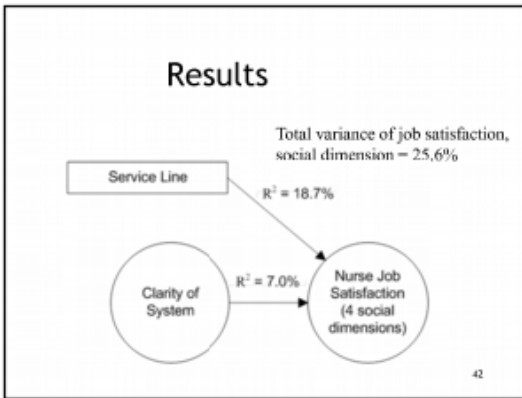 Results
Total variance of job satisfaction,
social dimension = 25.6%
Service Line
R² = 18.7%
Clarity of
System
R² = 7.0%
Nurse Job
Satisfaction
(4 social
dimensions)
42